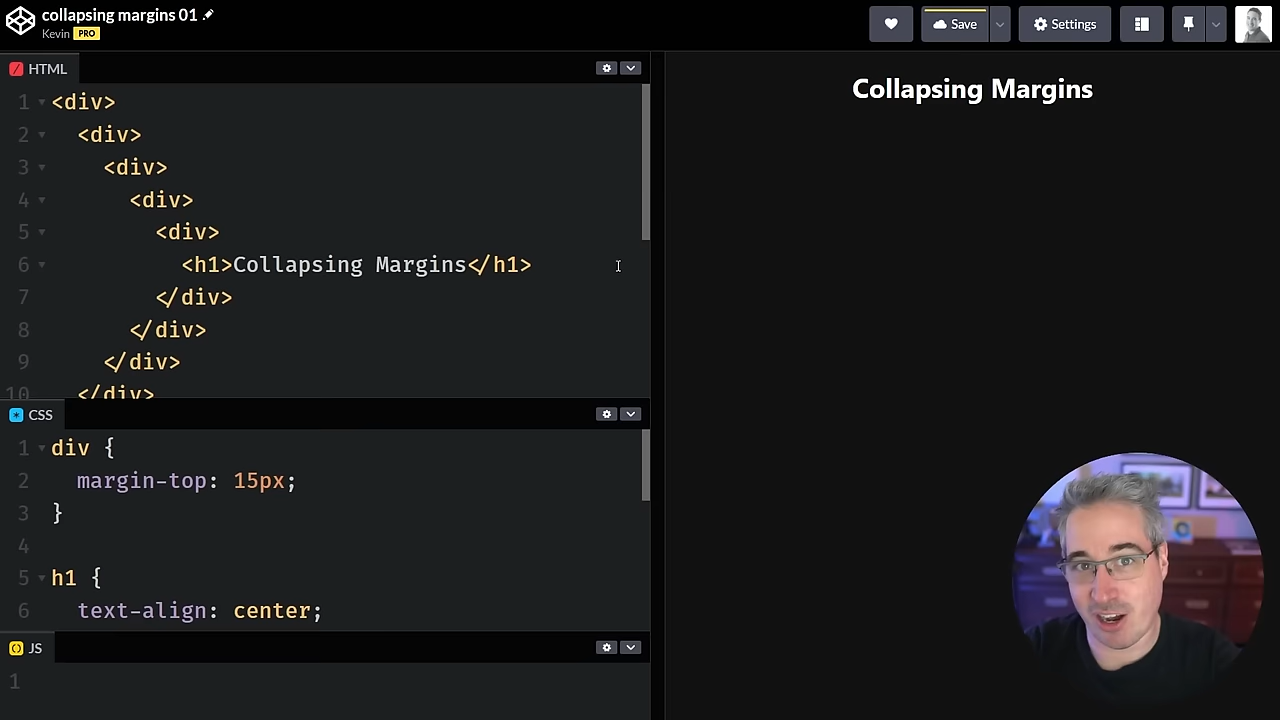 collapsing margins 01
Kevin PRO
Save
Settings
HTML
1 <div>
2 <div>
3 <div>
4 <div>
5 <div>
6 <h1>Collapsing Margins</h1>
7 </div>
8 </div>
9 </div>
10 </div>
CSS
1 div {
2 margin-top: 15px;
3 }
4
5 h1 {
6 text-align: center;
JS
1
Collapsing Margins